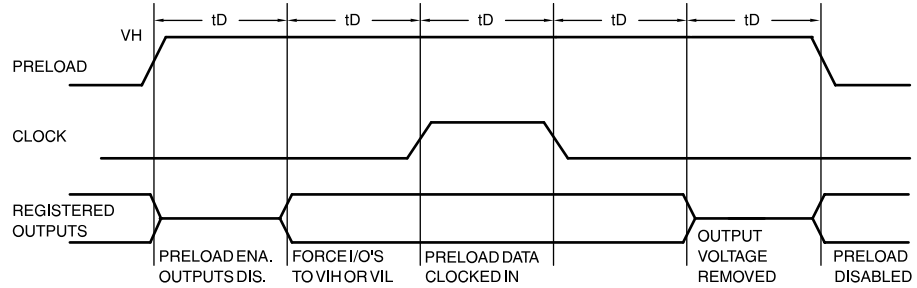 tD tD tD tD tD
VH
PRELOAD
CLOCK
REGISTERED
OUTPUTS
PRELOAD ENA.
OUTPUTS DIS.
FORCE I/O'S
TO VIH OR VIL
PRELOAD DATA
CLOCKED IN
OUTPUT
VOLTAGE
REMOVED
PRELOAD
DISABLED